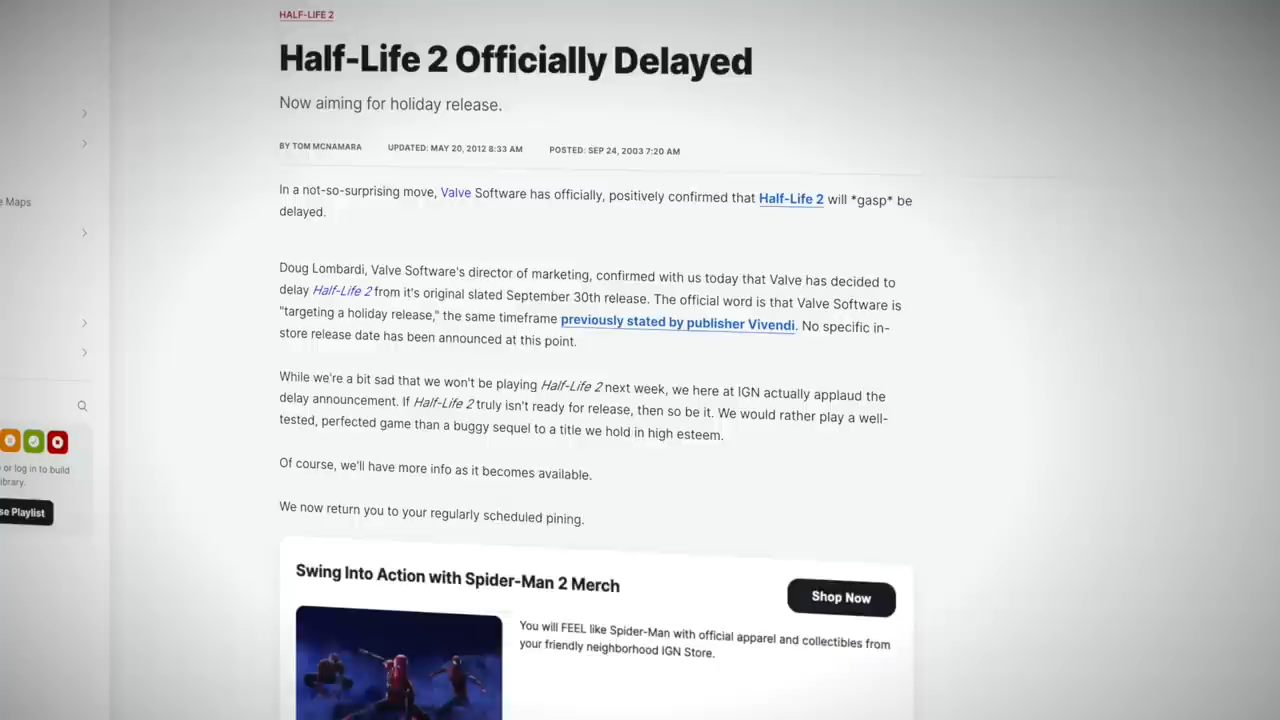 HALF-LIFE 2
Half-Life 2 Officially Delayed
Now aiming for holiday release.
BY TOM MCNAMARA UPDATED: MAY 20, 2012 8:33 AM POSTED: SEP 24, 2003 7:20 AM
In a not-so-surprising move, Valve Software has officially, positively confirmed that Half-Life 2 will *gasp* be
delayed.
Maps
Doug Lombardi, Valve Software's director of marketing, confirmed with us today that Valve has decided to
delay Half-Life 2 from it's original slated September 30th release. The official word is that Valve Software is
"targeting a holiday release," the same timeframe previously stated by publisher Vivendi. No specific in-
store release date has been announced at this point.
While we're a bit sad that we won't be playing Half-Life 2 next week, we here at IGN actually applaud the
delay announcement. If Half-Life 2 truly isn't ready for release, then so be it. We would rather play a well-
tested, perfected game than a buggy sequel to a title we hold in high esteem.
or log in to build
Playlist
Of course, we'll have more info as it becomes available.
We now return you to your regularly scheduled pining.
Swing Into Action with Spider-Man 2 Merch
Shop Now
You will FEEL like Spider-Man with official apparel and collectibles from
your friendly neighborhood IGN Store.